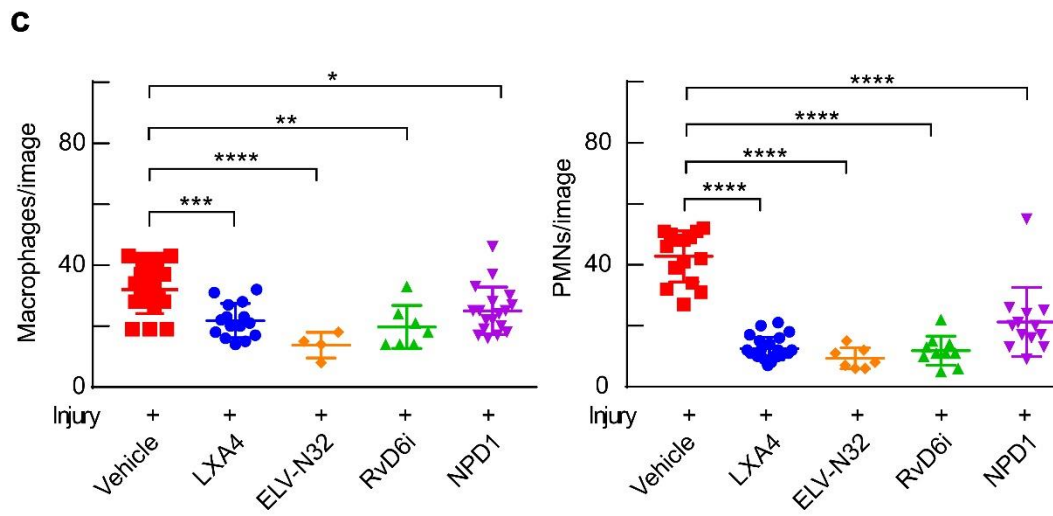 c
Macrophages/image
80
40
0
*
**
****
***
Injury + + + + +
Vehicle LXA4 ELV-N32 RvD6i NPD1
PMNs/image
80
40
0
****
****
****
****
Injury + + + + +
Vehicle LXA4 ELV-N32 RvD6i NPD1